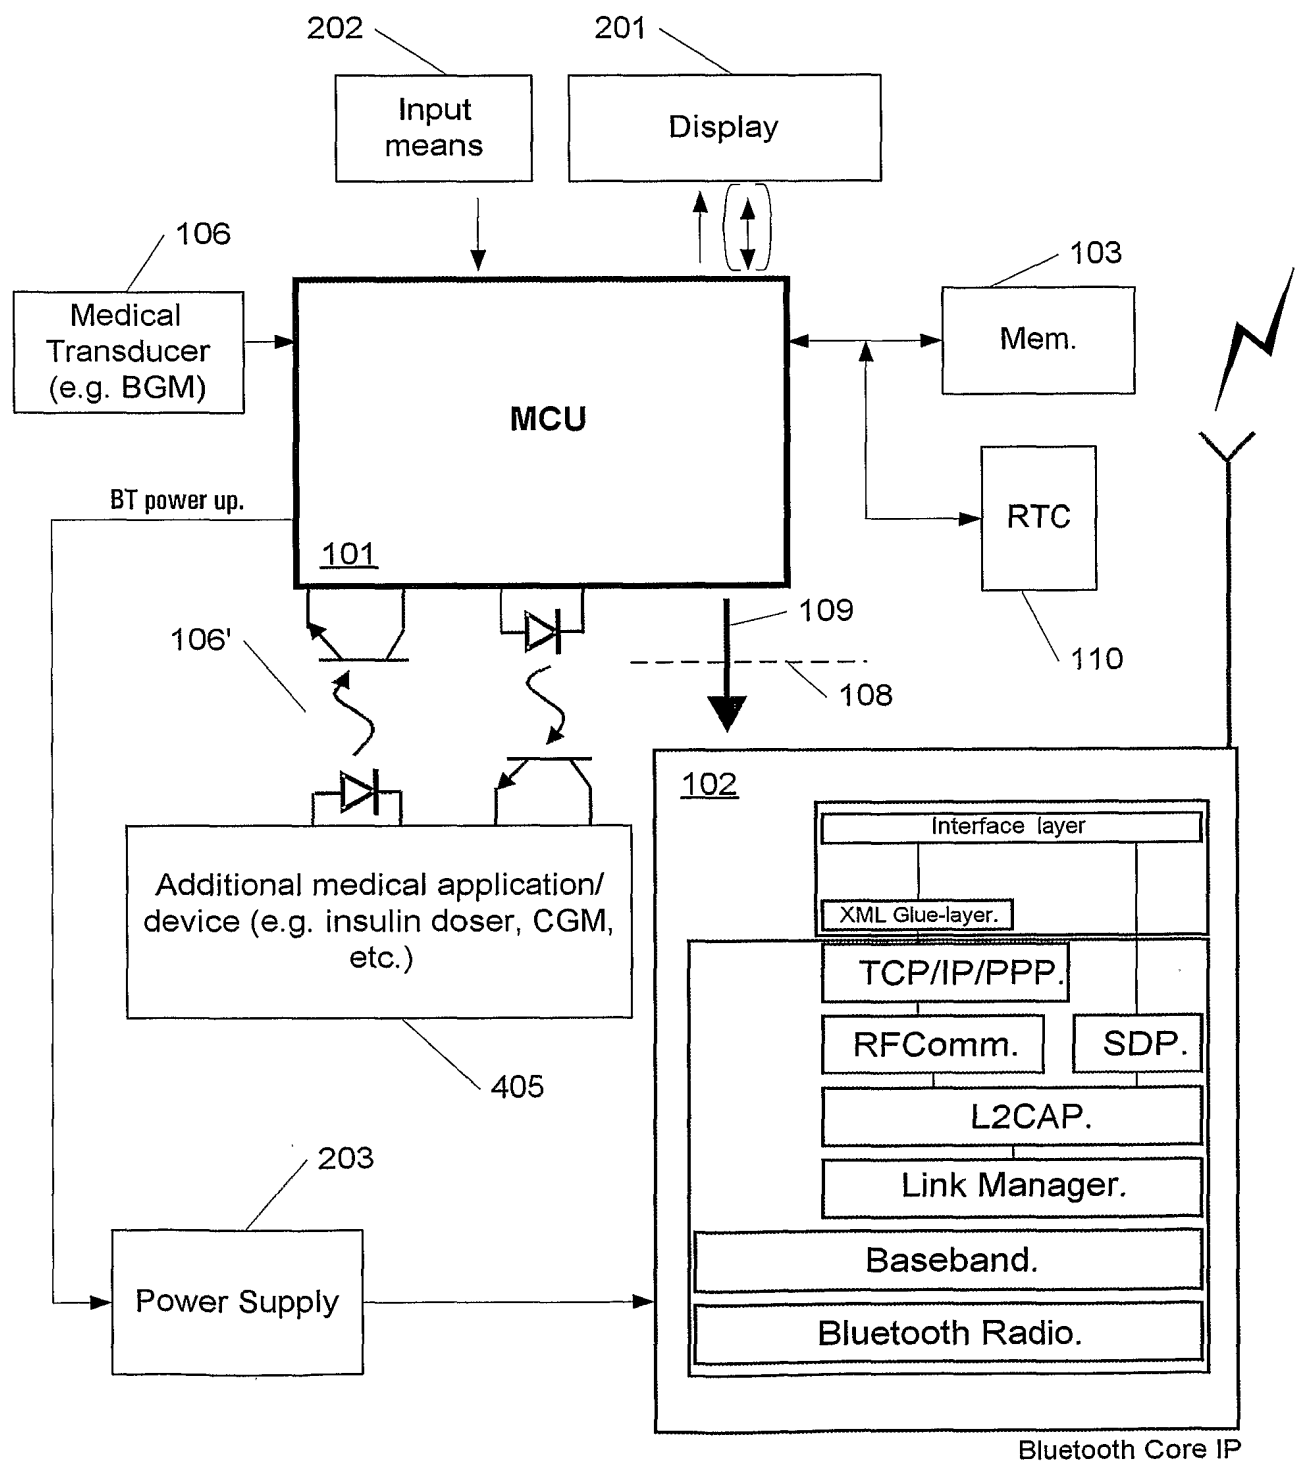 202
201
Input
means
Display
106
103
Medical
Transducer
(e.g. BGM)
Mem.
MCU
BT power up.
RTC
101
109
106'
110
108
102
Interface layer
Additional medical application/
device (e.g. insulin doser, CGM,
etc.)
XML Glue-layer.
TCP/IP/PPP.
RFComm.
SDP.
405
L2CAP.
203
Link Manager.
Baseband.
Power Supply
Bluetooth Radio.
Bluetooth Core IP